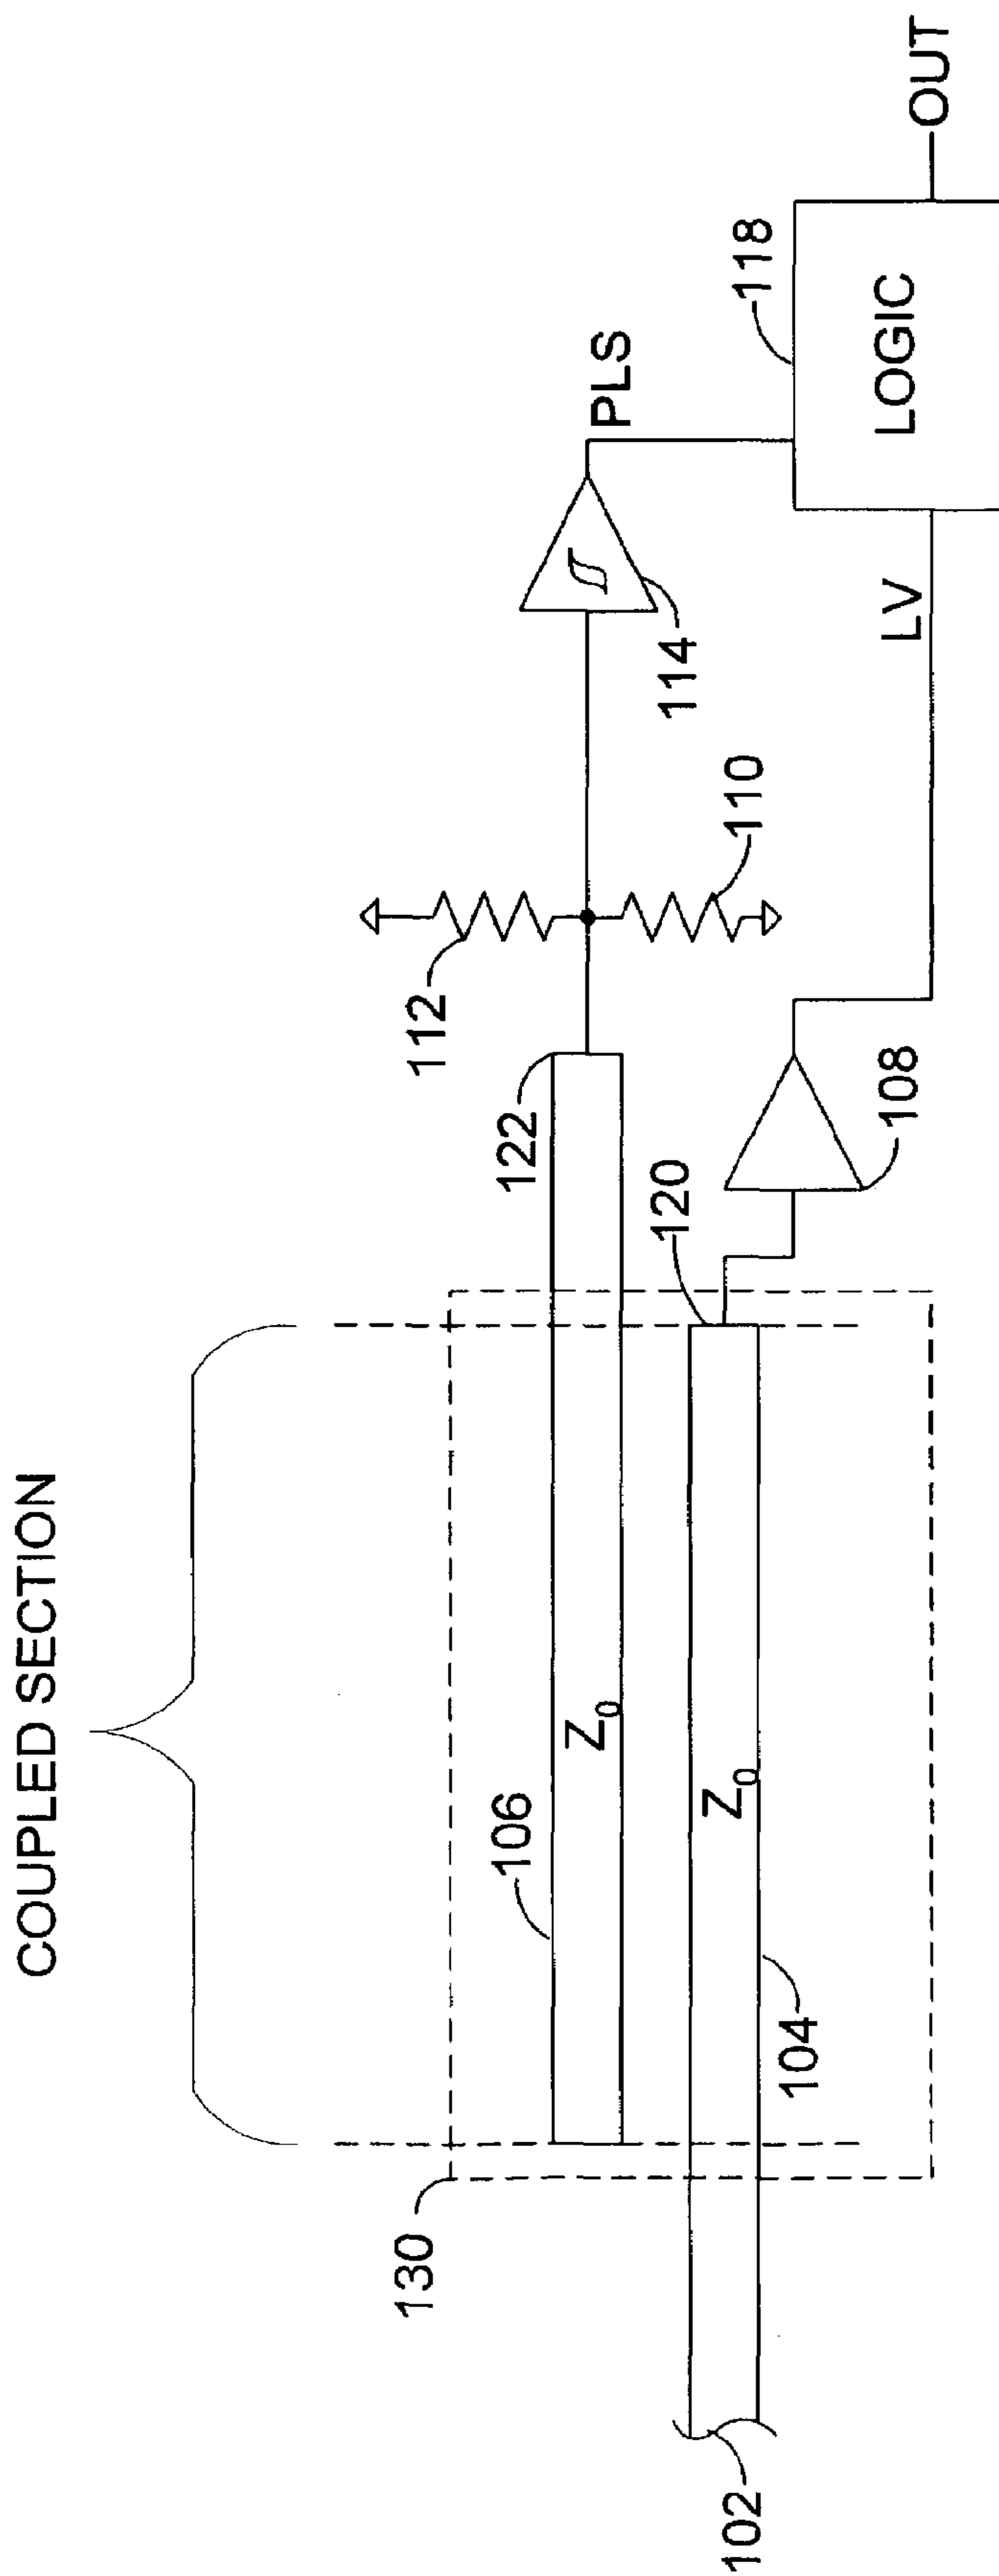 COUPLED SECTION
130
106
Z0
122
112
114
PLS
110
102
104
Z0
120
108
LV
118
LOGIC
OUT